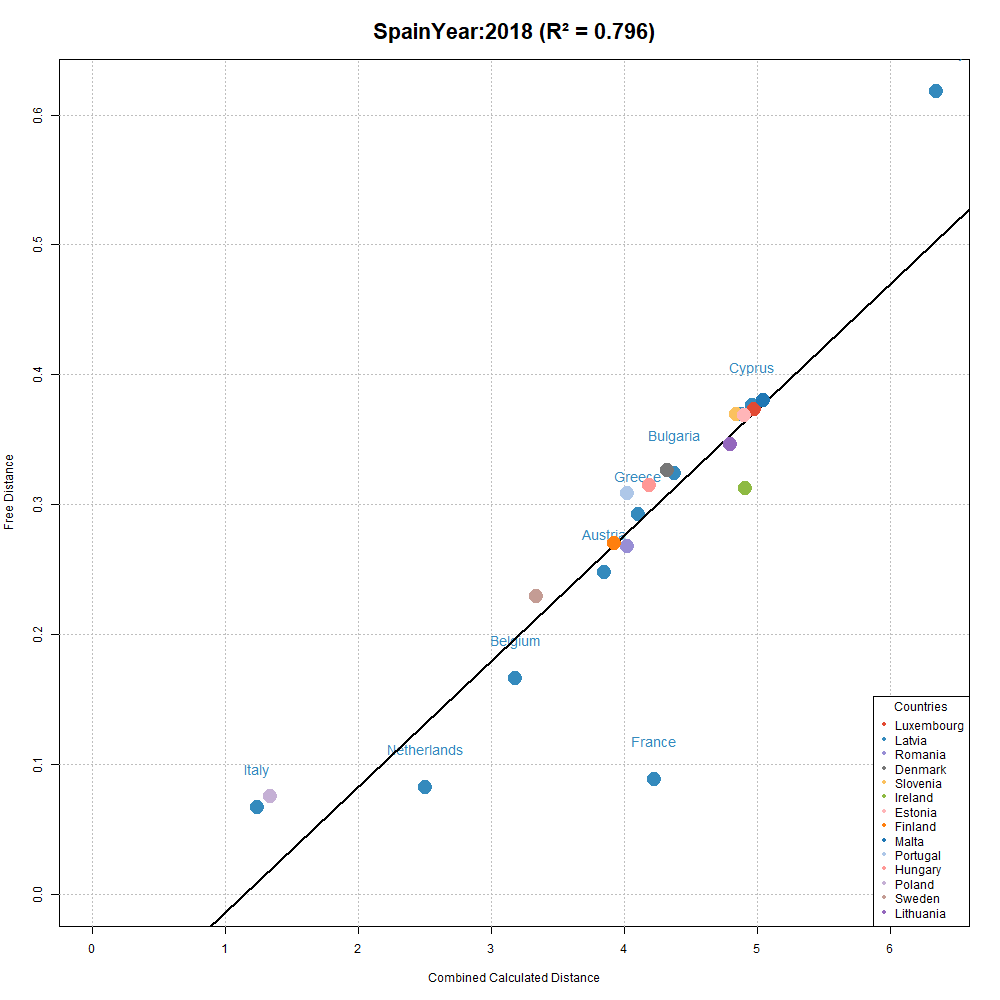 SpainYear:2018 (R² = 0.796)
0.6
0.5
0.4
0.3
0.2
0.1
0.0
Free Distance
Cyprus
Bulgaria
Greece
Austria
Belgium
France
Netherlands
Italy
Countries
Luxembourg
Latvia
Romania
Denmark
Slovenia
Ireland
Estonia
Finland
Malta
Portugal
Hungary
Poland
Sweden
Lithuania
0 1 2 3 4 5 6
Combined Calculated Distance